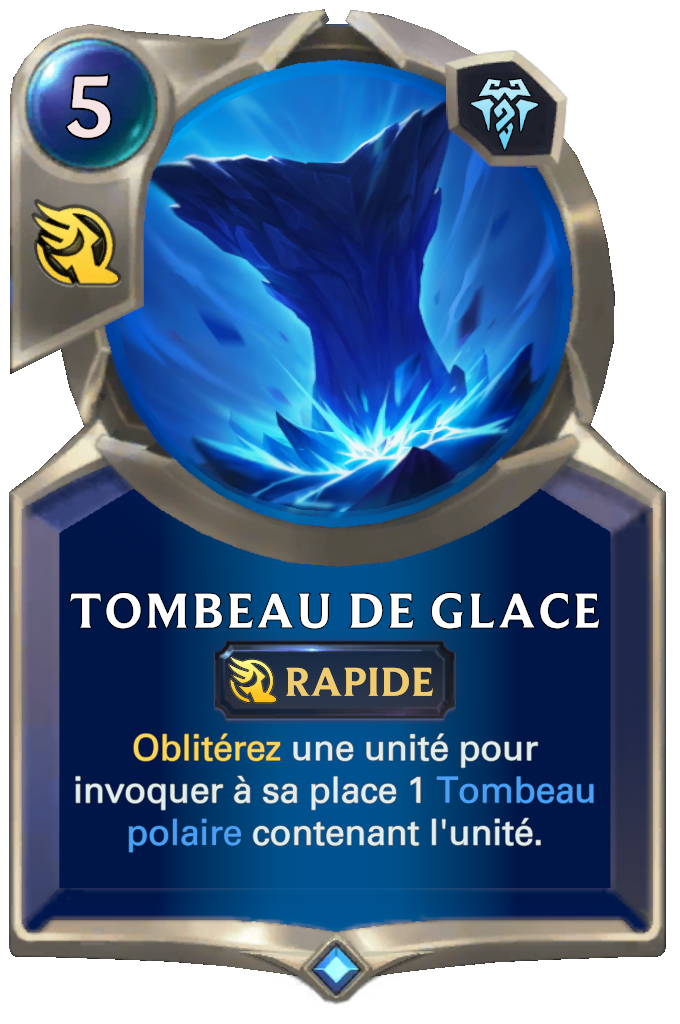 5
TOMBEAU DE GLACE
RAPIDE
Oblitérez une unité pour
invoquer à sa place 1 Tombeau
polaire contenant l'unité.